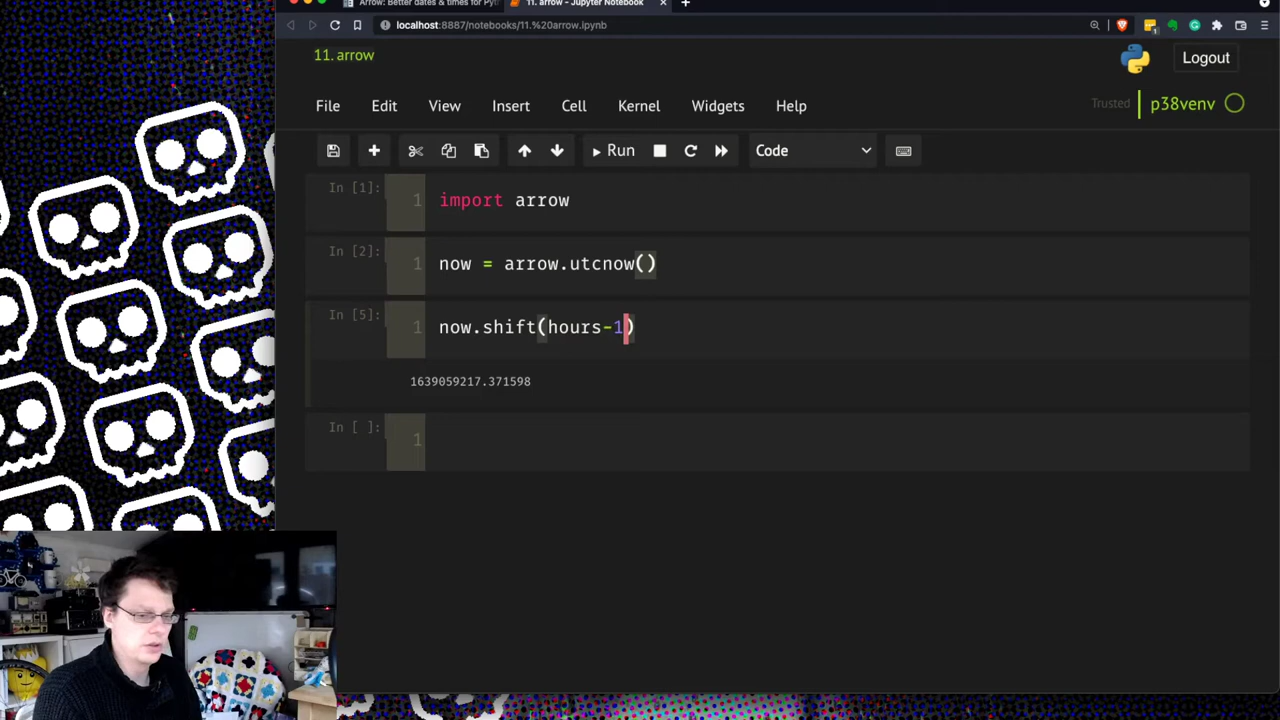 Arrow: Better dates & times for Pyt
11. arrow - Jupyter Notebook
localhost:8887/notebooks/11.%20arrow.ipynb
11. arrow
Logout
File Edit View Insert Cell Kernel Widgets Help
Trusted
p38venv
Run
Code
In [1]:
1
import arrow
In [2]:
1
now = arrow.utcnow()
In [5]:
1
now.shift(hours-1)
1639059217.371598
In [ ]:
1